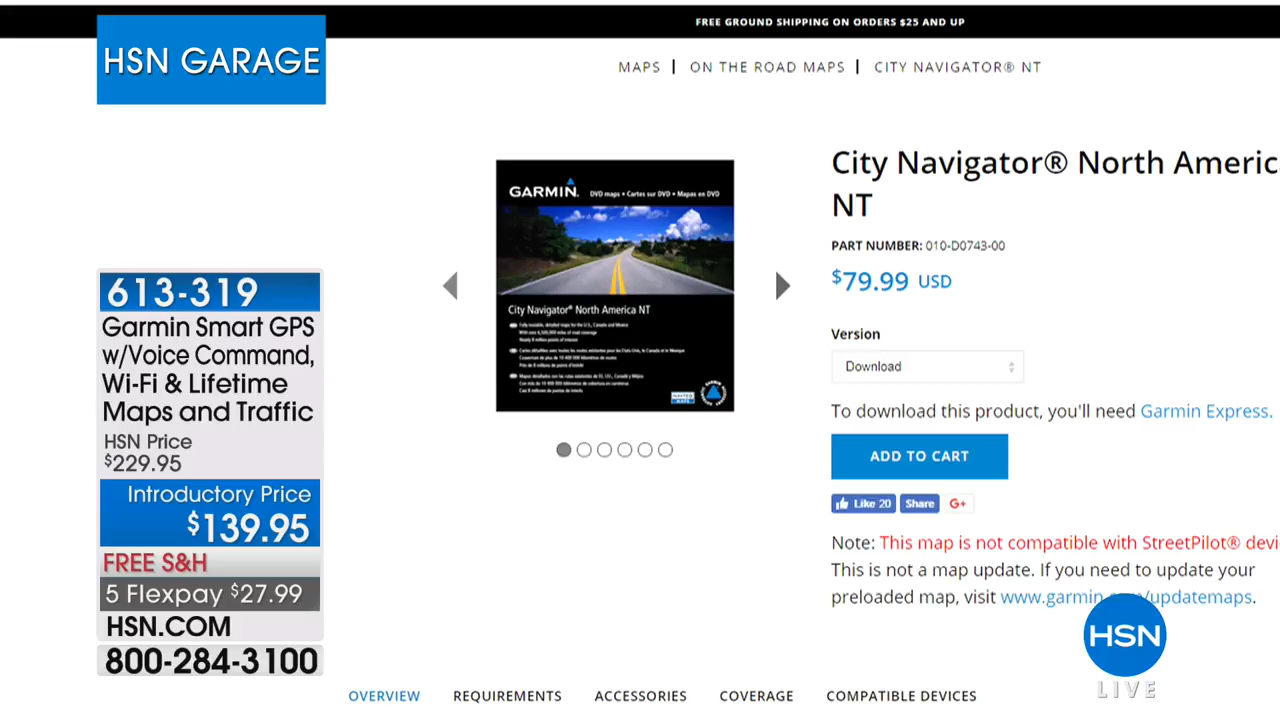 FREE GROUND SHIPPING ON ORDERS $25 AND UP
HSN GARAGE
MAPS | ON THE ROAD MAPS | CITY NAVIGATOR® NT
City Navigator® North Americ
NT
PART NUMBER: 010-D0743-00
$79.99 USD
Version
Download
To download this product, you'll need Garmin Express.
ADD TO CART
Like 20 Share G+
Note: This map is not compatible with StreetPilot® devi
This is not a map update. If you need to update your
preloaded map, visit www.garmin.com/updatemaps.
GARMIN. DVD maps • Cartes sur DVD • Mapas en DVD
City Navigator® North America NT
613-319
Garmin Smart GPS
w/Voice Command,
Wi-Fi & Lifetime
Maps and Traffic
HSN Price
$229.95
Introductory Price
$139.95
FREE S&H
5 Flexpay $27.99
HSN.COM
800-284-3100
HSN
LIVE
OVERVIEW REQUIREMENTS ACCESSORIES COVERAGE COMPATIBLE DEVICES